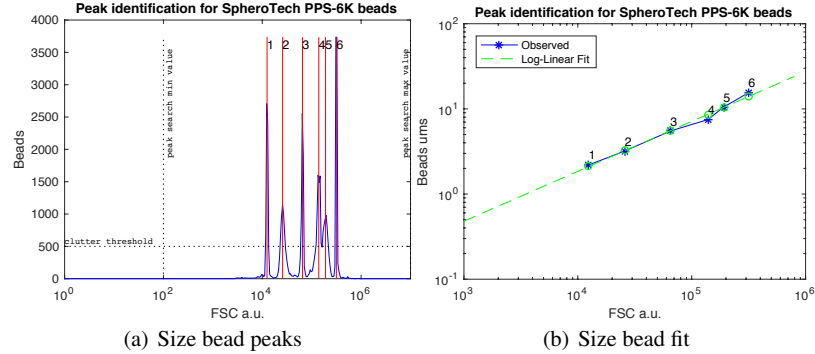 Peak identification for SpheroTech PPS-6K beads
4000
3500
3000
2500
2000
1500
1000
500
0
Beads
peak search min value
peak search max value
clutter threshold
1 2 3 4 5 6
10^0 10^2 10^4 10^6
FSC a.u.
(a) Size bead peaks
Peak identification for SpheroTech PPS-6K beads
10^2
10^1
10^0
10^-1
Beads ums
Observed
Log-Linear Fit
1 2 3 4 5 6
10^3 10^4 10^5 10^6
FSC a.u.
(b) Size bead fit